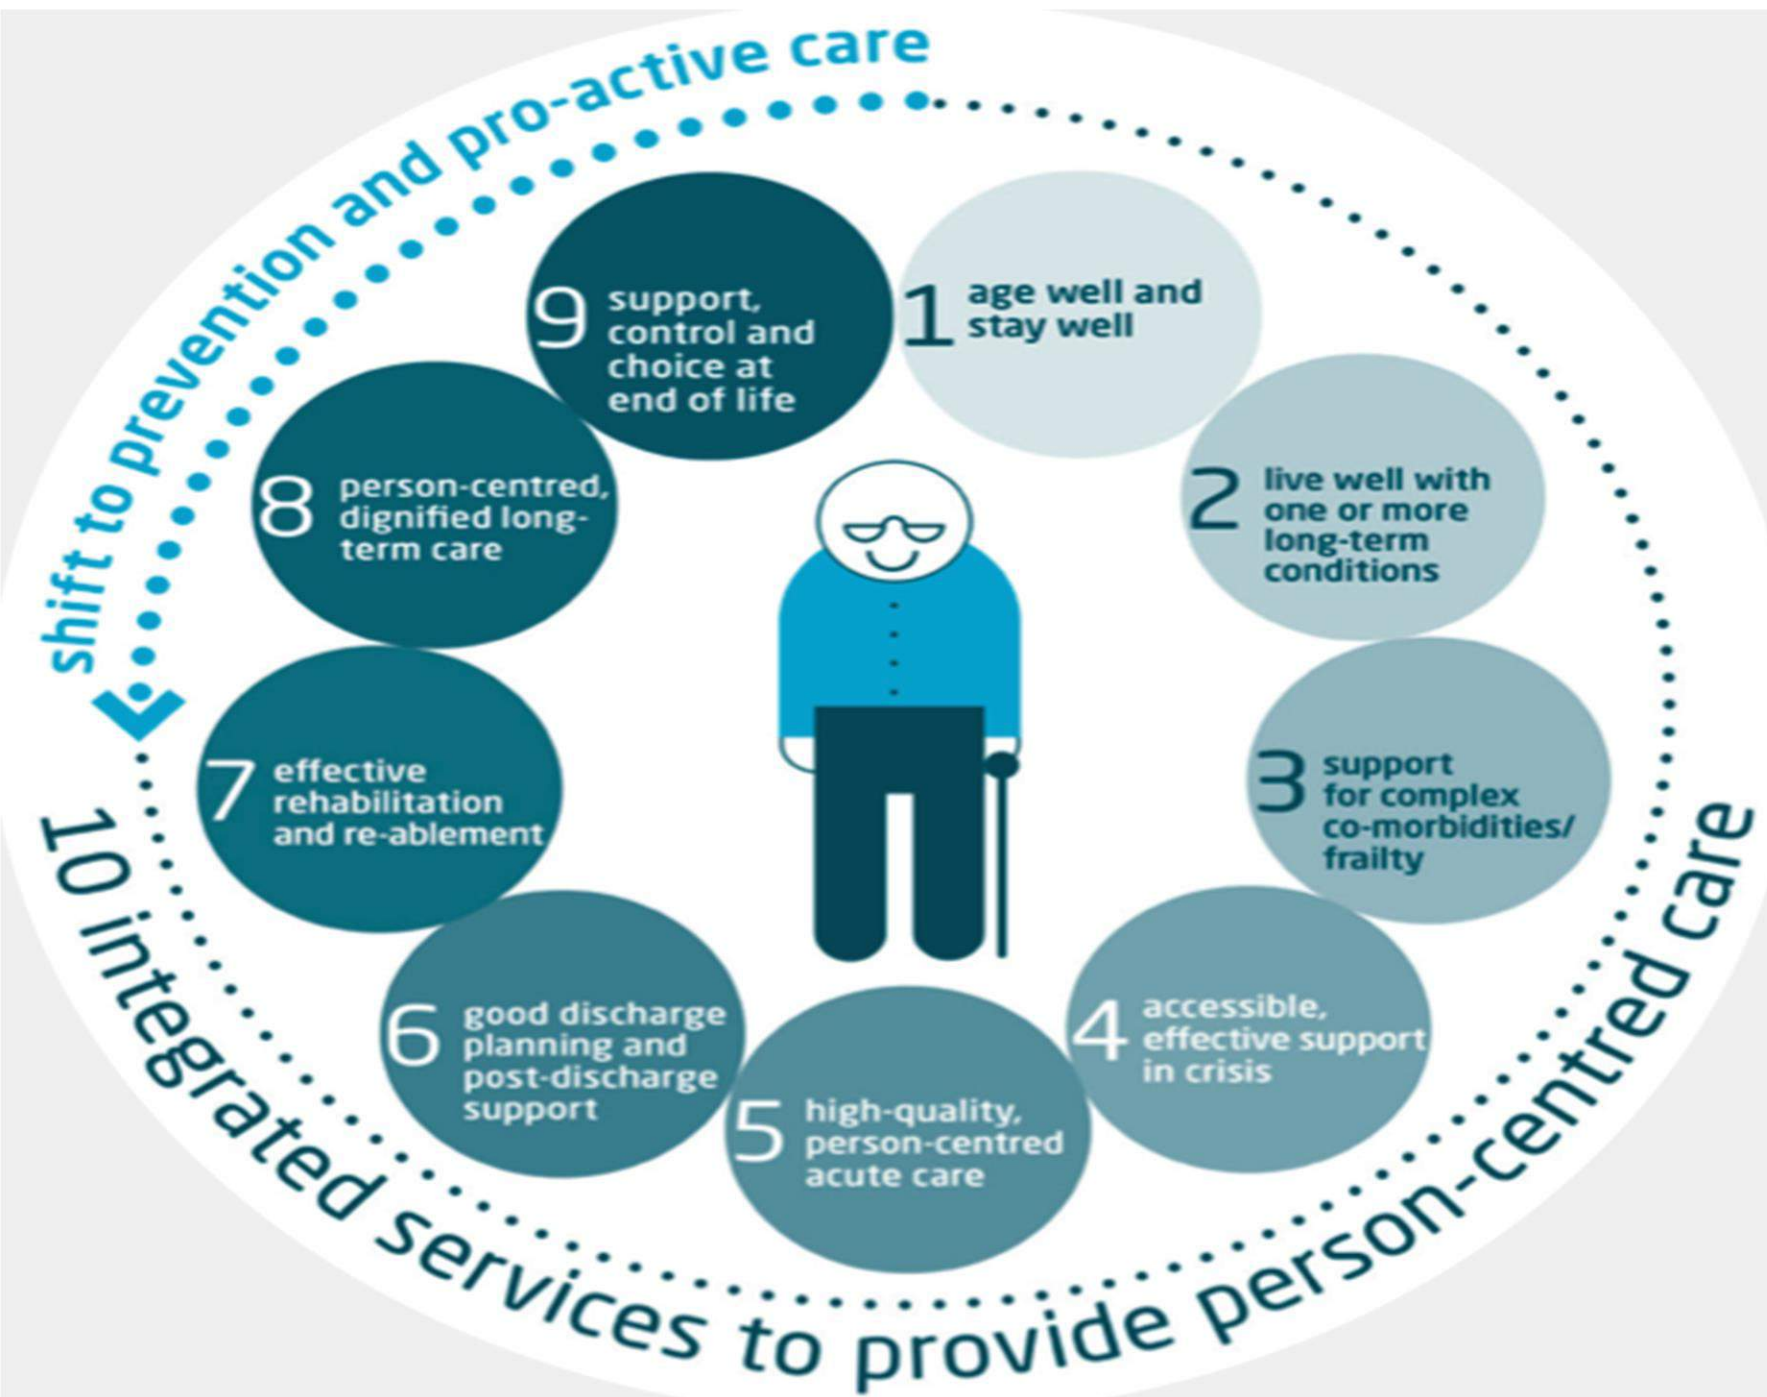 shift to prevention and pro-active care
1
age well and
stay well
2
live well with
one or more
long-term
conditions
3
support
for complex
co-morbidities/
frailty
4
accessible,
effective support
in crisis
5
high-quality,
person-centred
acute care
6
good discharge
planning and
post-discharge
support
7
effective
rehabilitation
and re-ablement
8
person-centred,
dignified long-
term care
9
support,
control and
choice at
end of life
10 integrated services to provide person-centred care